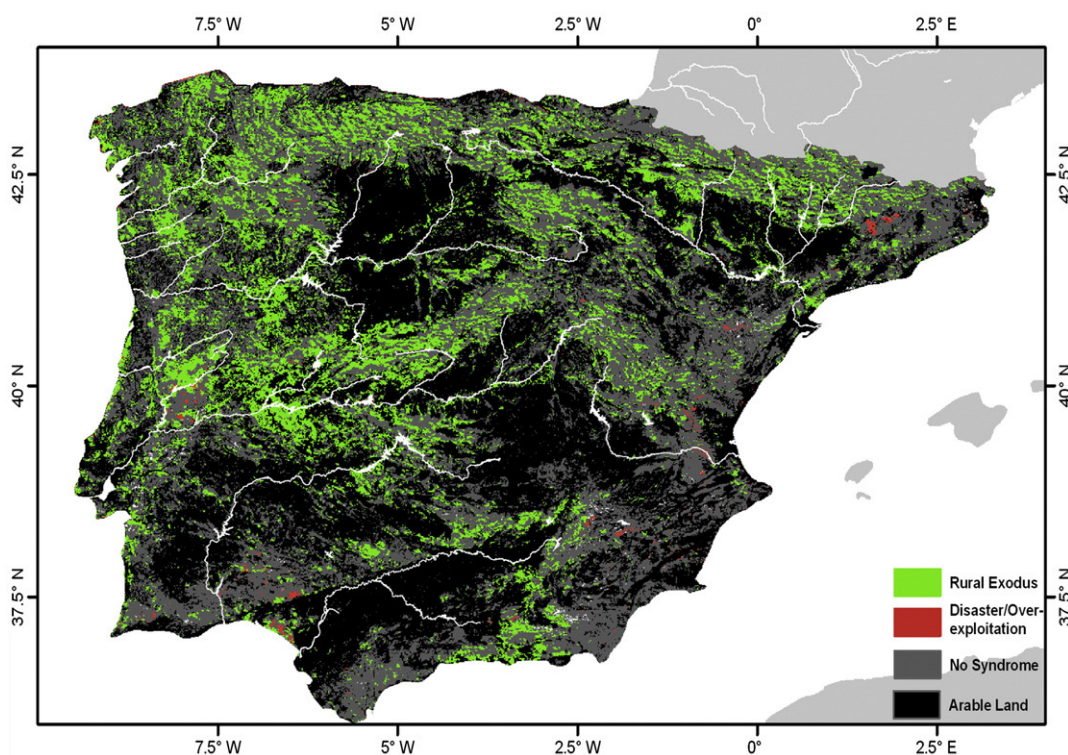 7.5° W 5° W 2.5° W 0° 2.5° E
42.5° N 42.5° N
40° N 40° N
37.5° N 37.5° N
Rural Exodus
Disaster/Over-
exploitation
No Syndrome
Arable Land
7.5° W 5° W 2.5° W 0° 2.5° E